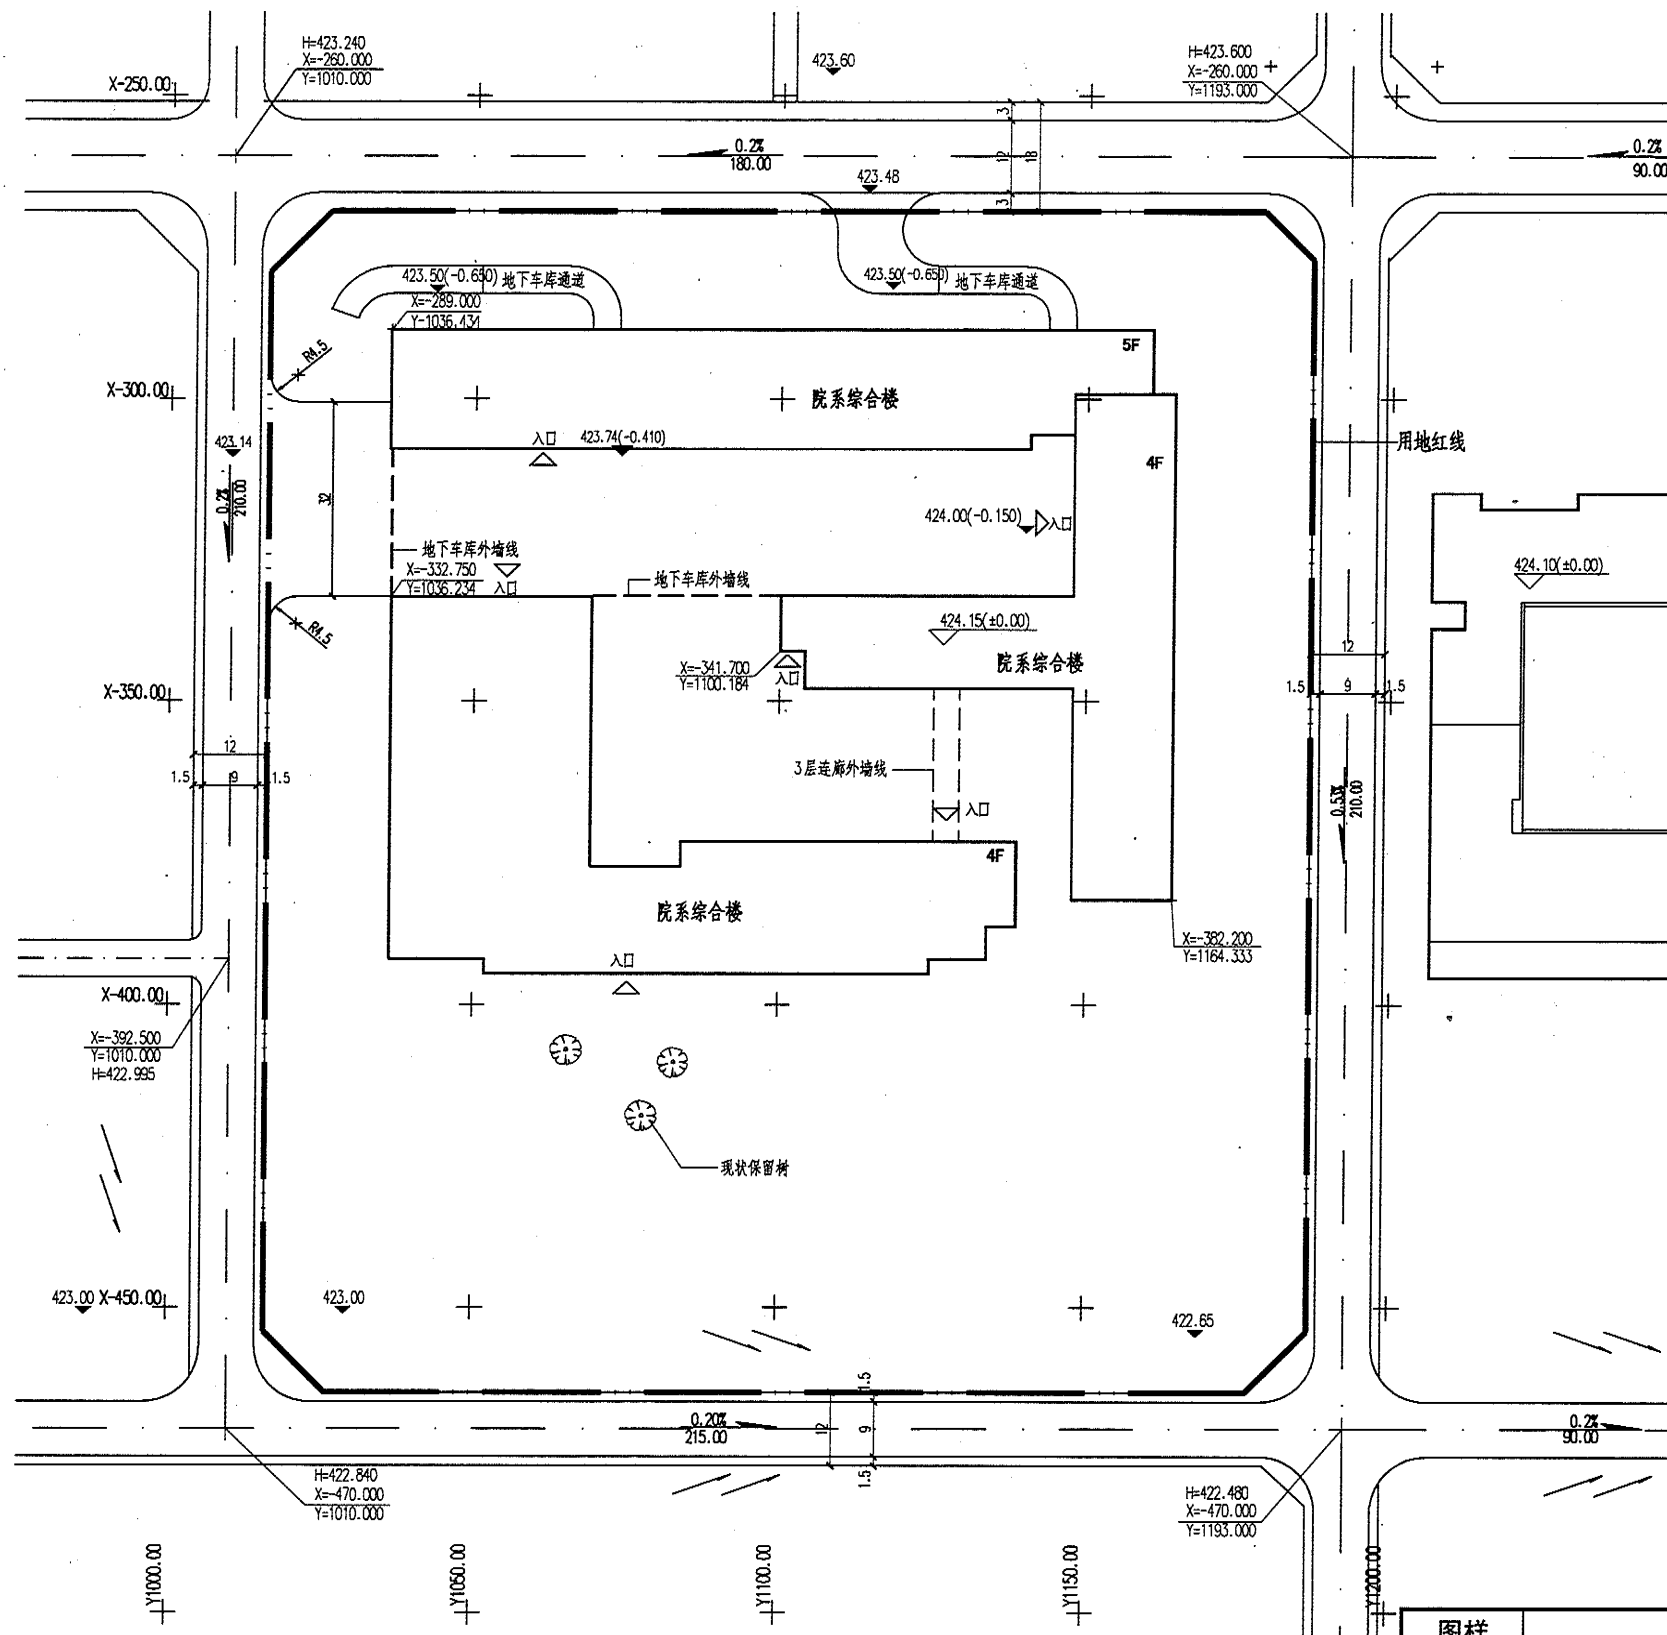 H=423.240
X=-260.000
Y=1010.000
X-250.00
423.60
H=423.600
X=-260.000
Y=1193.000
3
12
18
3
0.2%
180.00
0.2%
90.00
423.48
423.50(-0.650)
地下车库通道
X=-289.000
Y-1036.434
423.50(-0.650)
地下车库通道
R4.5
5F
X-300.00
院系综合楼
423.14
入口
423.74(-0.410)
用地红线
4F
0.2%
210.00
32
424.00(-0.150)
入口
地下车库外墙线
X=-332.750
Y=1036.234
入口
地下车库外墙线
424.10(±0.00)
R4.5
424.15(±0.00)
院系综合楼
X=-341.700
Y=1100.184
入口
12
1.5
9
1.5
X-350.00
12
1.5
9
1.5
3层连廊外墙线
入口
0.53%
210.00
4F
院系综合楼
入口
X=-382.200
Y=1164.333
X-400.00
X=-392.500
Y=1010.000
H=422.995
现状保留树
423.00
X-450.00
423.00
422.65
0.20%
215.00
1.5
12
9
1.5
0.2%
90.00
H=422.840
X=-470.000
Y=1010.000
H=422.480
X=-470.000
Y=1193.000
Y1000.00
Y1050.00
Y1100.00
Y1150.00
Y1200.00
图样